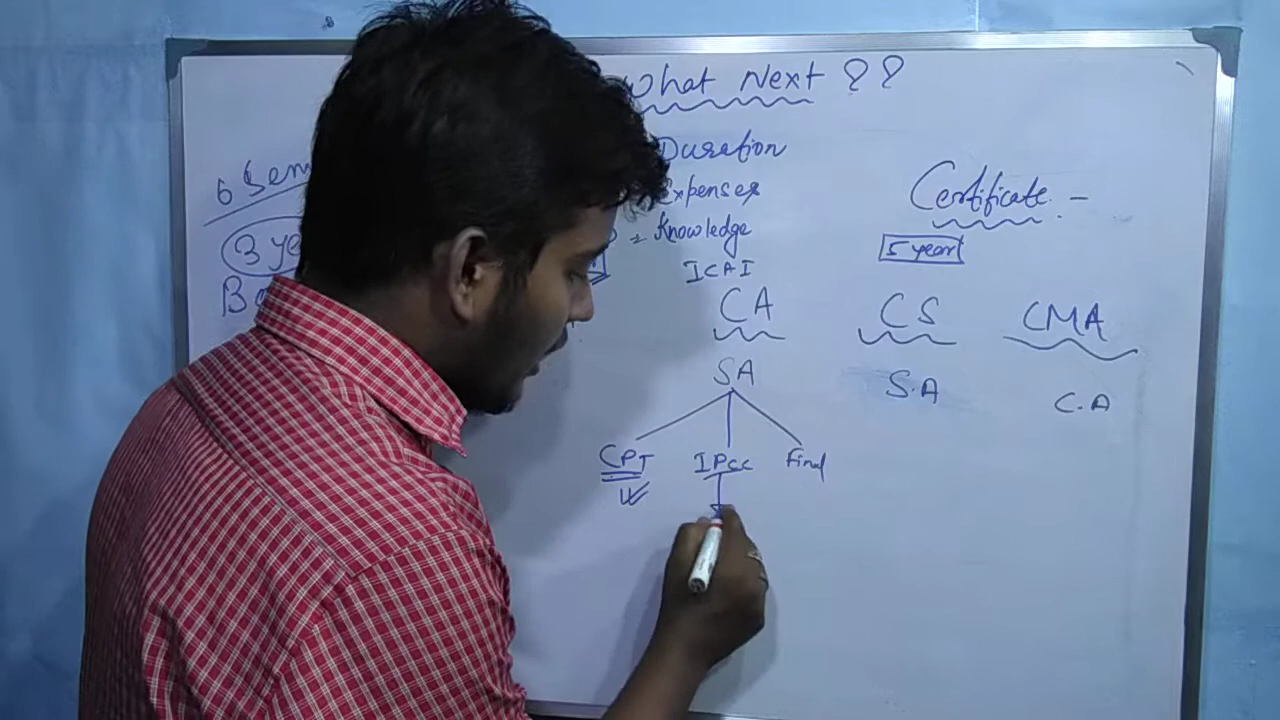 What Next ??
Duration
Expenses
= Knowledge
6 Sem
3 ye
Certificate. -
5 year
ICAI
CA
CS
CMA
SA
S.A
C.A
CPT
IPCC
Final